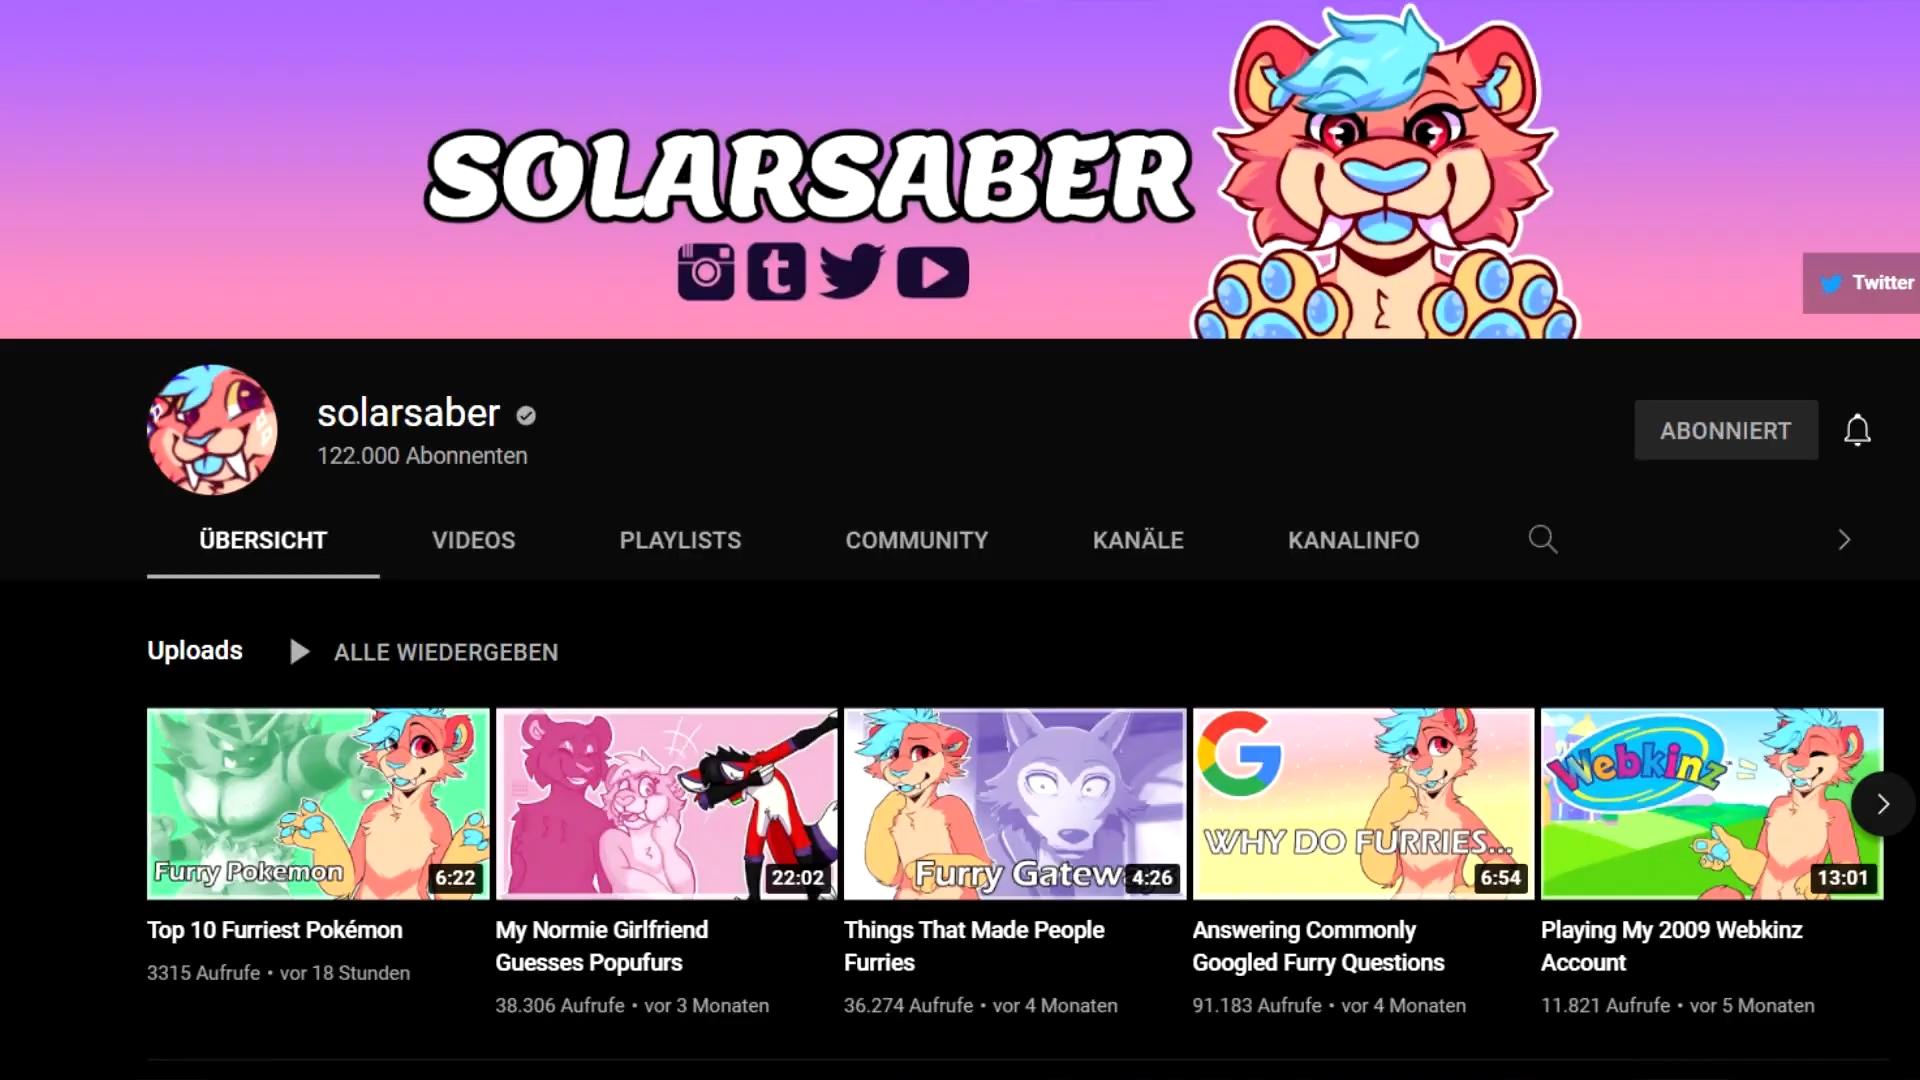 SOLARSABER
Twitter
solarsaber
122.000 Abonnenten
ABONNIERT
ÜBERSICHT
VIDEOS
PLAYLISTS
COMMUNITY
KANÄLE
KANALINFO
Uploads
ALLE WIEDERGEBEN
Furry Pokemon
6:22
22:02
Furry Gatew
4:26
WHY DO FURRIES...
6:54
Webkinz
13:01
Top 10 Furriest Pokémon
3315 Aufrufe • vor 18 Stunden
My Normie Girlfriend
Guesses Popufurs
38.306 Aufrufe • vor 3 Monaten
Things That Made People
Furries
36.274 Aufrufe • vor 4 Monaten
Answering Commonly
Googled Furry Questions
91.183 Aufrufe • vor 4 Monaten
Playing My 2009 Webkinz
Account
11.821 Aufrufe • vor 5 Monaten